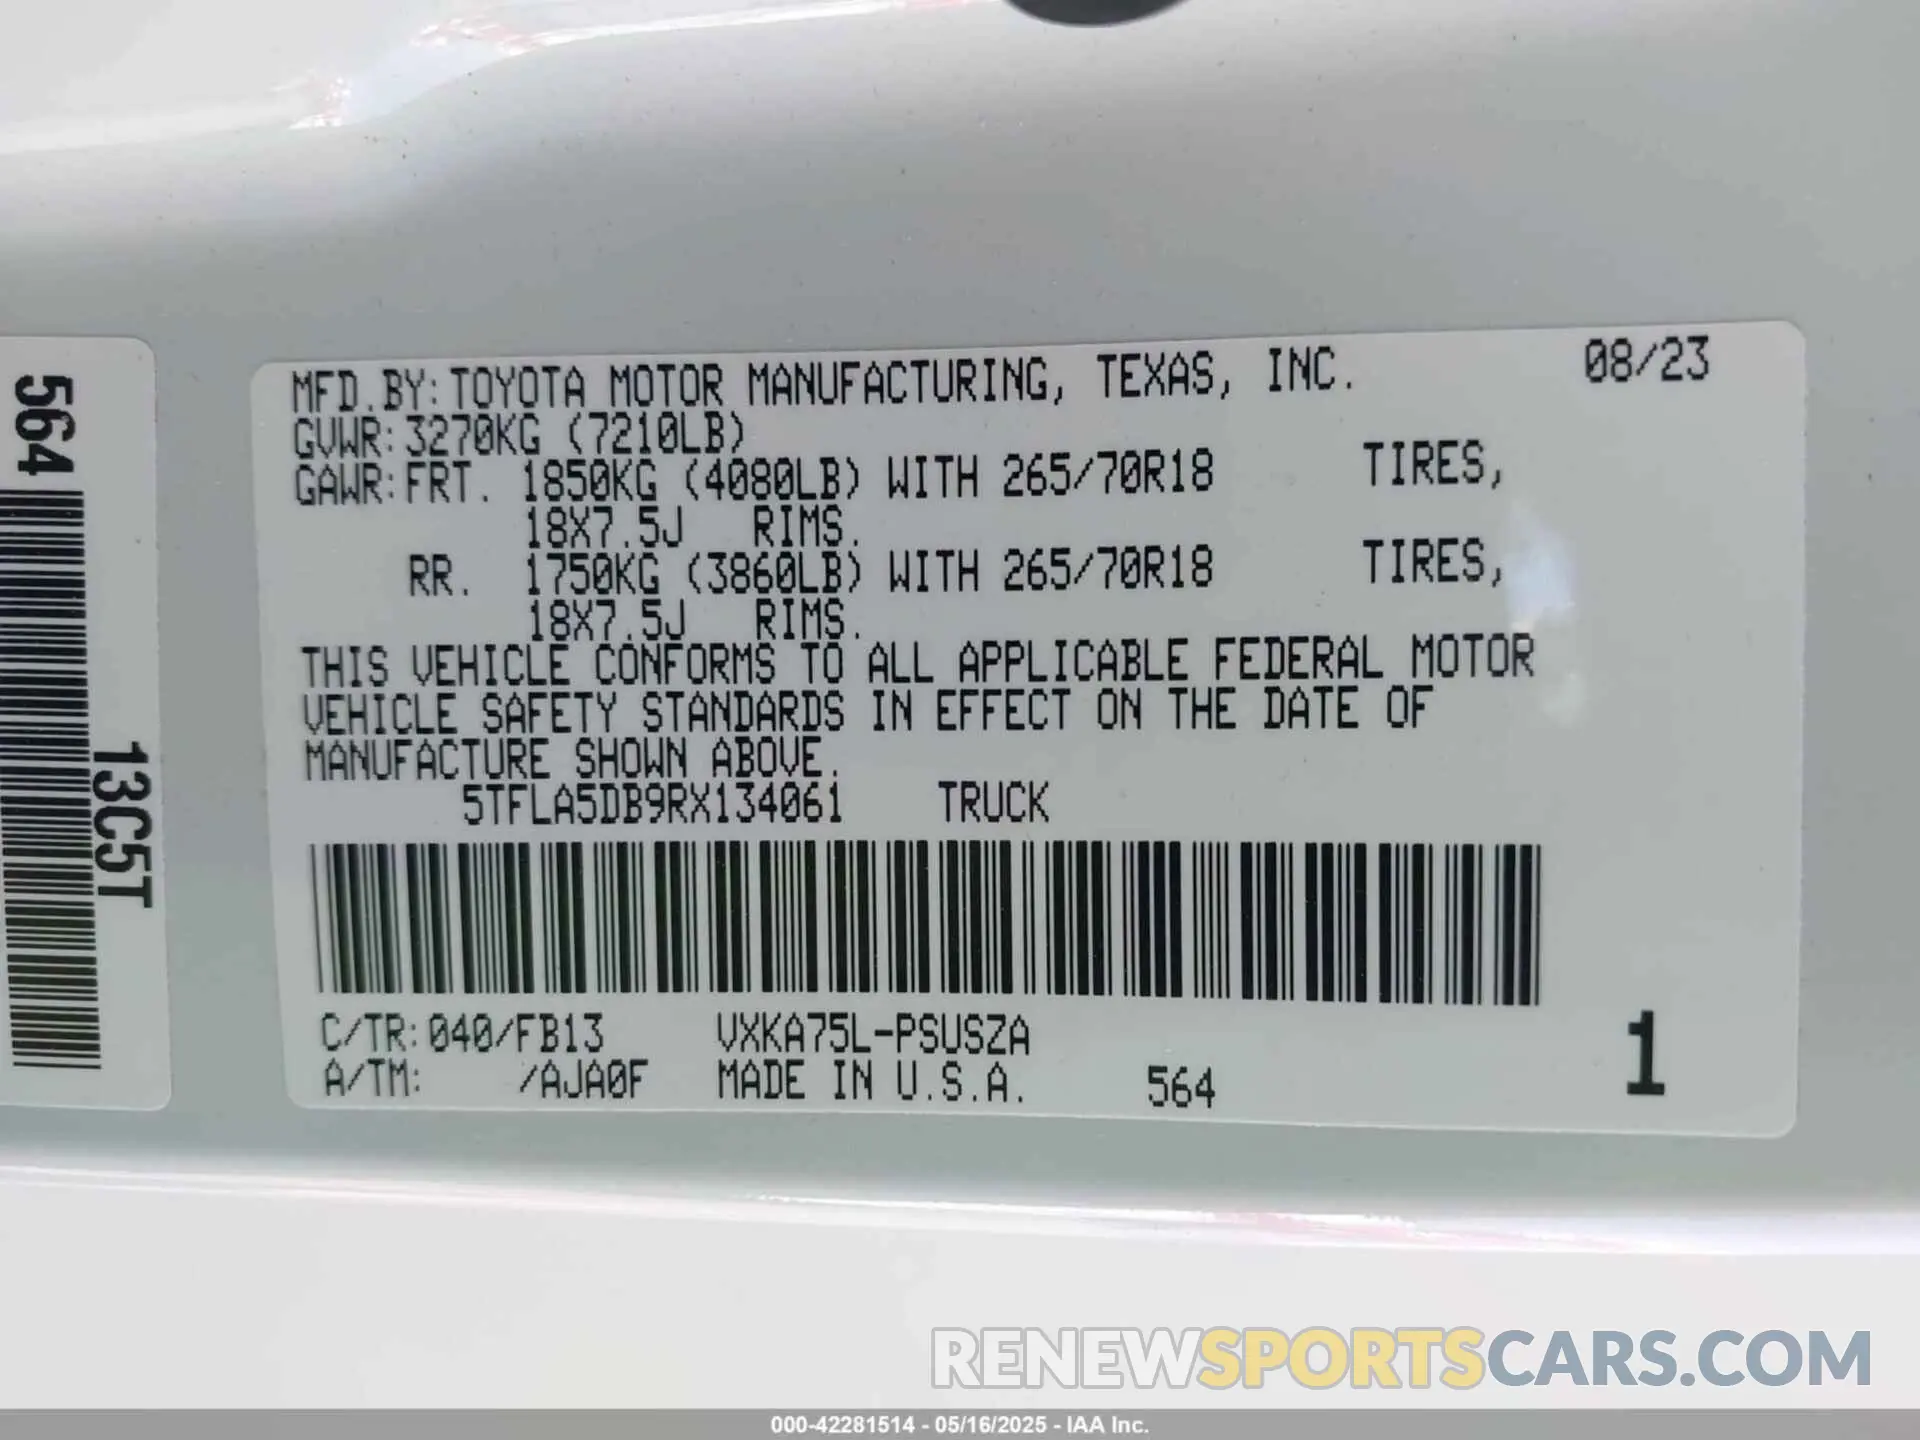 564
13C5T
MFD.BY:TOYOTA MOTOR MANUFACTURING, TEXAS, INC. 08/23
GVWR:3270KG (7210LB)
GAWR:FRT. 1850KG (4080LB) WITH 265/70R18 TIRES,
18X7.5J RIMS.
RR. 1750KG (3860LB) WITH 265/70R18 TIRES,
18X7.5J RIMS.
THIS VEHICLE CONFORMS TO ALL APPLICABLE FEDERAL MOTOR
VEHICLE SAFETY STANDARDS IN EFFECT ON THE DATE OF
MANUFACTURE SHOWN ABOVE.
5TFLA5DB9RX134061 TRUCK
C/TR:040/FB13 VXKA75L-PSUSZA
A/TM: /AJA0F MADE IN U.S.A. 564
1
RENEWSPORTSCARS.COM
000-42281514 - 05/16/2025 - IAA Inc.